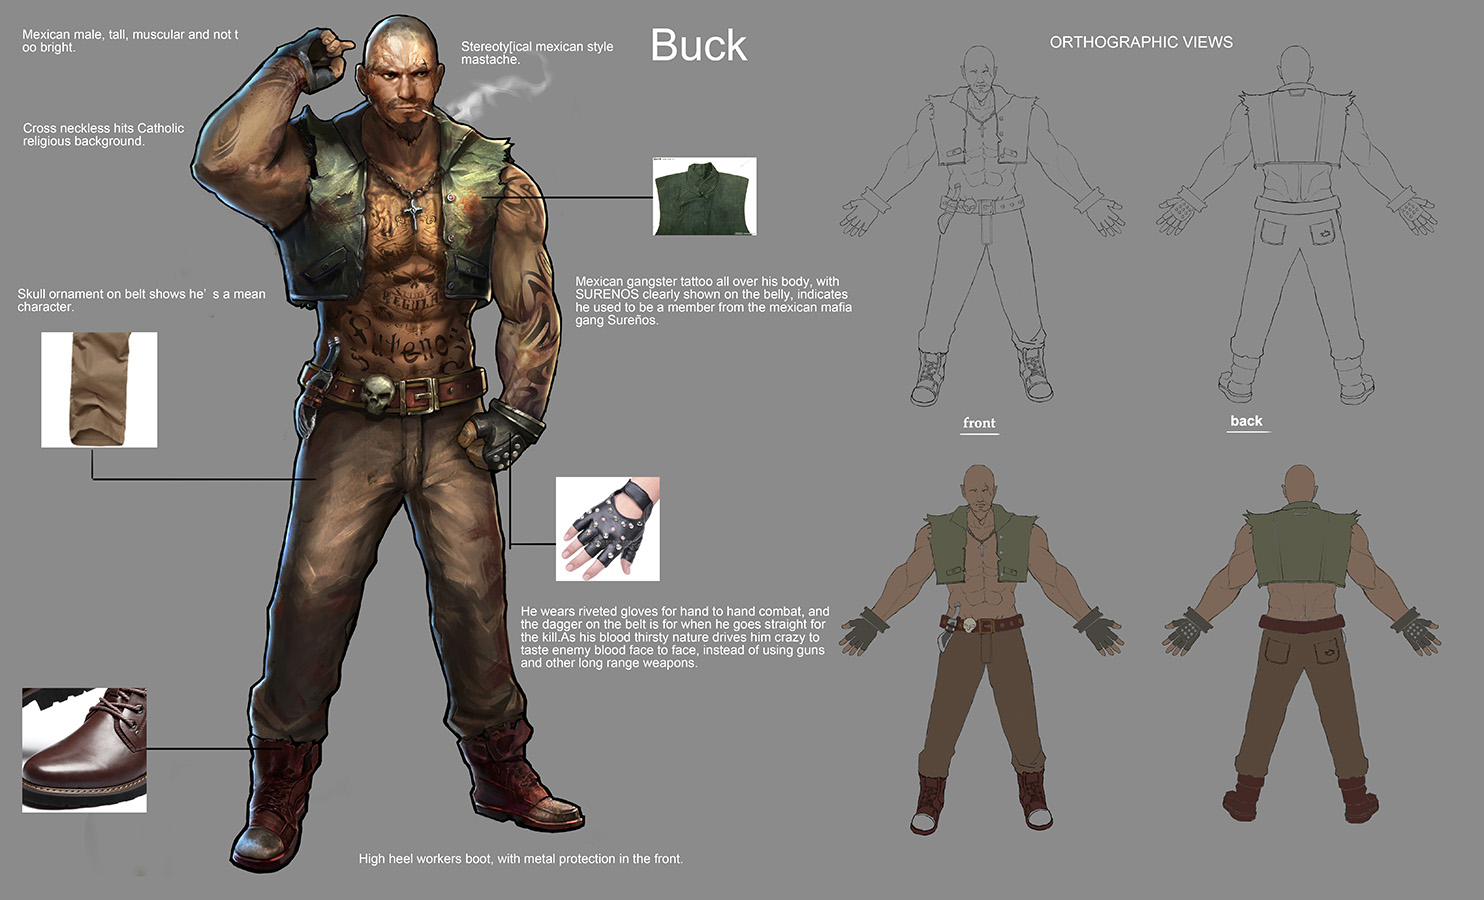 Mexican male, tall, muscular and not t
oo bright.
Stereoty[ical mexican style
mastache.
Buck
ORTHOGRAPHIC VIEWS
Cross neckless hits Catholic
religious background.
Skull ornament on belt shows he's a mean
character.
Mexican gangster tattoo all over his body, with
SURENOS clearly shown on the belly, indicates
he used to be a member from the mexican mafia
gang Sureños.
front
back
He wears riveted gloves for hand to hand combat, and
the dagger on the belt is for when he goes straight for
the kill.As his blood thirsty nature drives him crazy to
taste enemy blood face to face, instead of using guns
and other long range weapons.
High heel workers boot, with metal protection in the front.